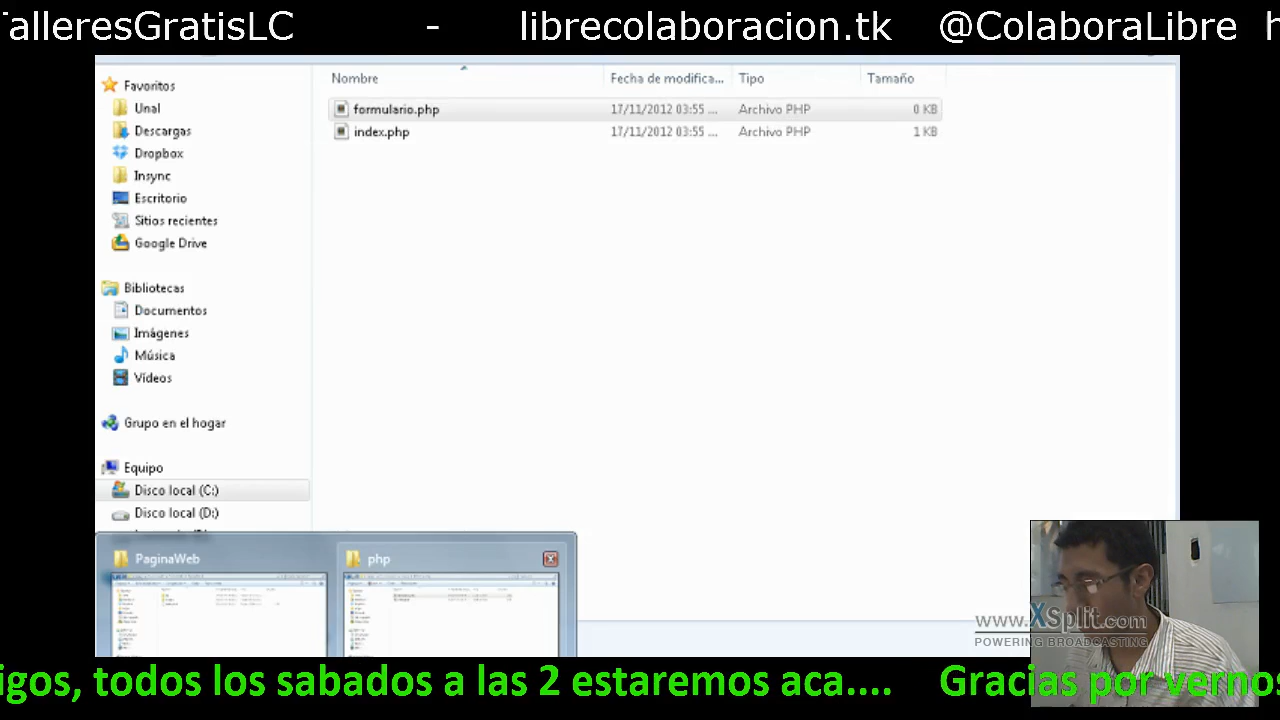 TalleresGratisLC - librecolaboracion.tk @ColaboraLibre h
Nombre Fecha de modifica... Tipo Tamaño
Favoritos
formulario.php 17/11/2012 03:55 ... Archivo PHP 0 KB
Unal
index.php 17/11/2012 03:55 ... Archivo PHP 1 KB
Descargas
Dropbox
Insync
Escritorio
Sitios recientes
Google Drive
Bibliotecas
Documentos
Imágenes
Música
Vídeos
Grupo en el hogar
Equipo
Disco local (C:)
Disco local (D:)
PaginaWeb php
www.XSplit.com
POWERING BROADCASTING
igos, todos los sabados a las 2 estaremos aca.... Gracias por vernos